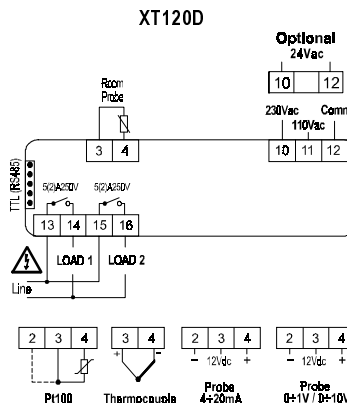 XT120D
Optional
24Vac
10 12
Room
Probe
230Vac Comm
110Vac
3 4
10 11 12
TTL (RS485)
5(2)A250V 5(2)A250V
13 14 15 16
LOAD 1 LOAD 2
Line
2 3 4
3 4
2 3 4
2 3 4
+ -
- 12Vdc +
- 12Vdc +
Pt100
Thermocouple
Probe
4÷20mA
Probe
0÷1V / 0÷10V